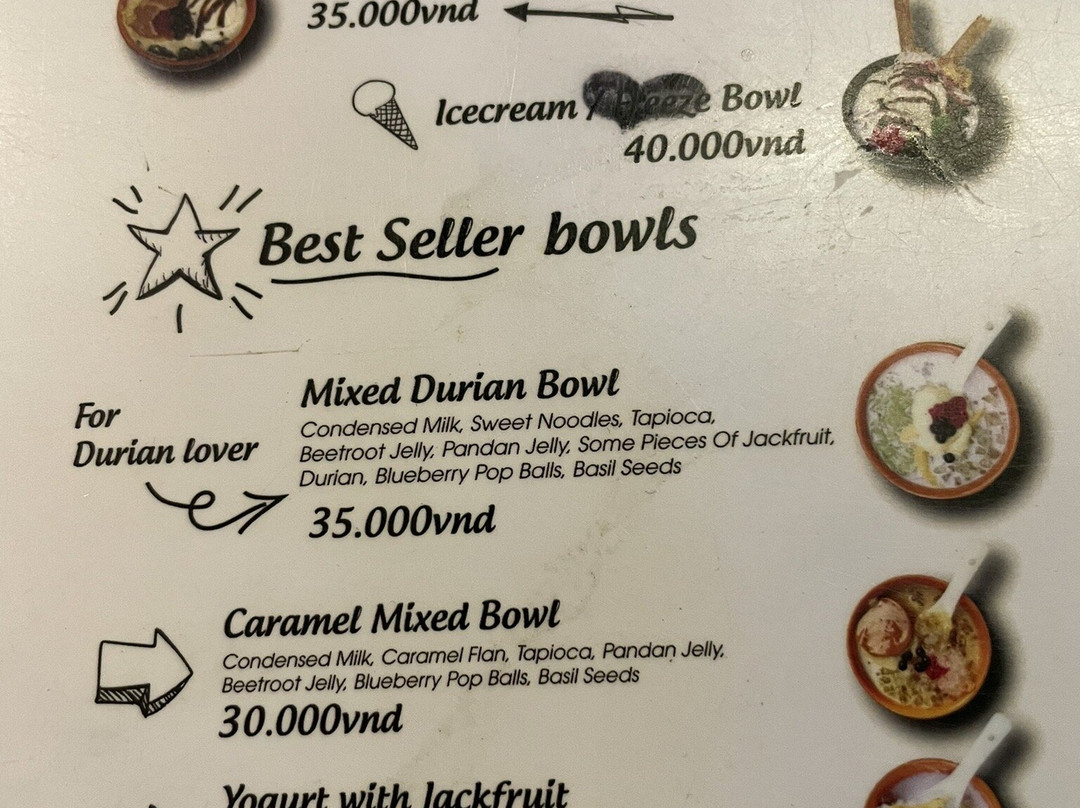 35.000vnd
Icecream / Freeze Bowl
40.000vnd
Best Seller bowls
Mixed Durian Bowl
Condensed Milk, Sweet Noodles, Tapioca,
Beetroot Jelly, Pandan Jelly, Some Pieces Of Jackfruit,
Durian, Blueberry Pop Balls, Basil Seeds
35.000vnd
For
Durian lover
Caramel Mixed Bowl
Condensed Milk, Caramel Flan, Tapioca, Pandan Jelly,
Beetroot Jelly, Blueberry Pop Balls, Basil Seeds
30.000vnd
Yogurt with Jackfruit